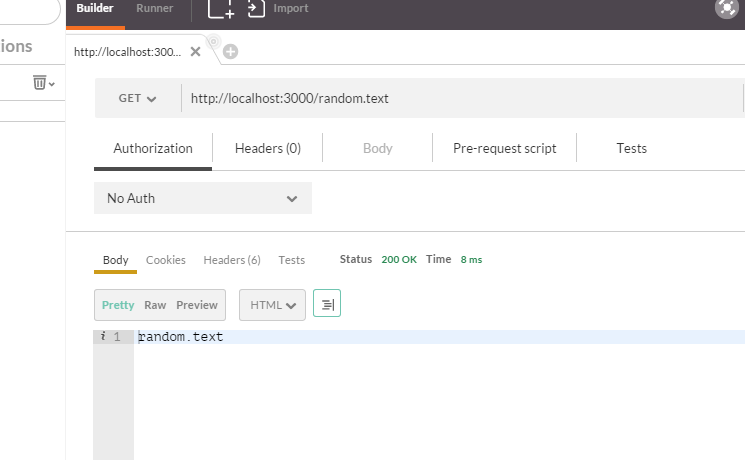 Builder Runner Import
ions
http://localhost:300...
GET http://localhost:3000/random.text
Authorization Headers (0) Body Pre-request script Tests
No Auth
Body Cookies Headers (6) Tests Status 200 OK Time 8 ms
Pretty Raw Preview HTML
i 1 random.text